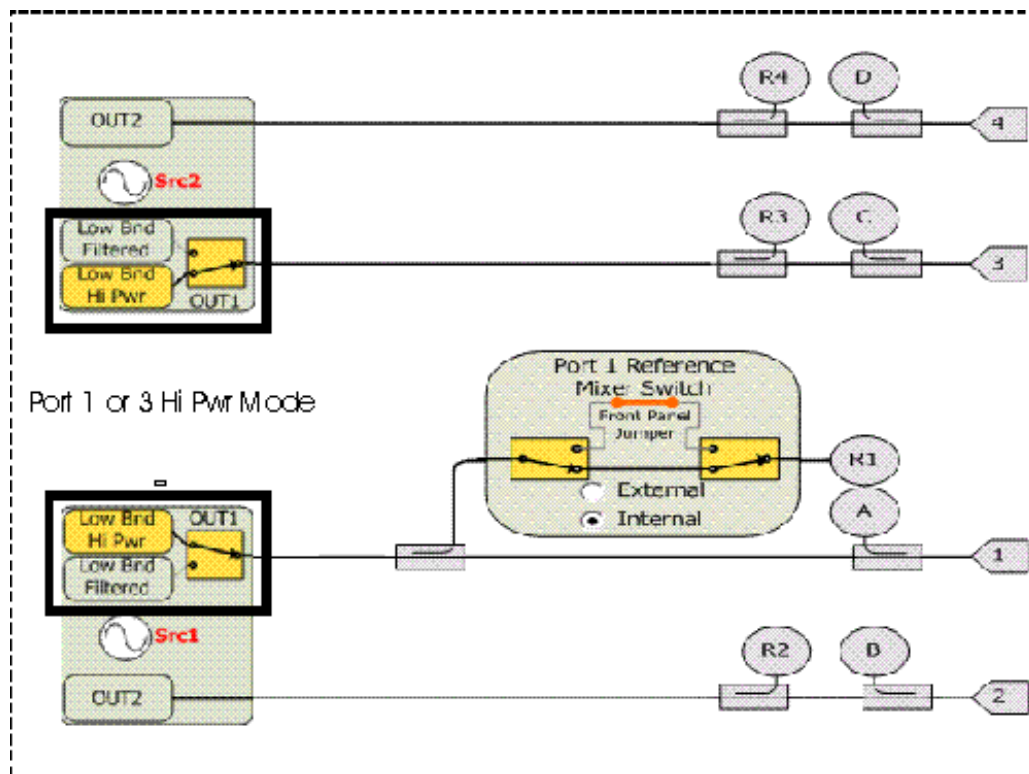 R4
D
OUT2
4
Src2
R3
C
Low Bnd
Filtered
3
Low Bnd
Hi Pwr
OUT1
Port 1 Reference
Mixer Switch
Port 1 or 3 Hi Pwr Mode
Front Panel
Jumper
R1
External
A
Low Bnd
Hi Pwr
OUT1
Internal
1
Low Bnd
Filtered
Src1
R2
B
OUT2
2